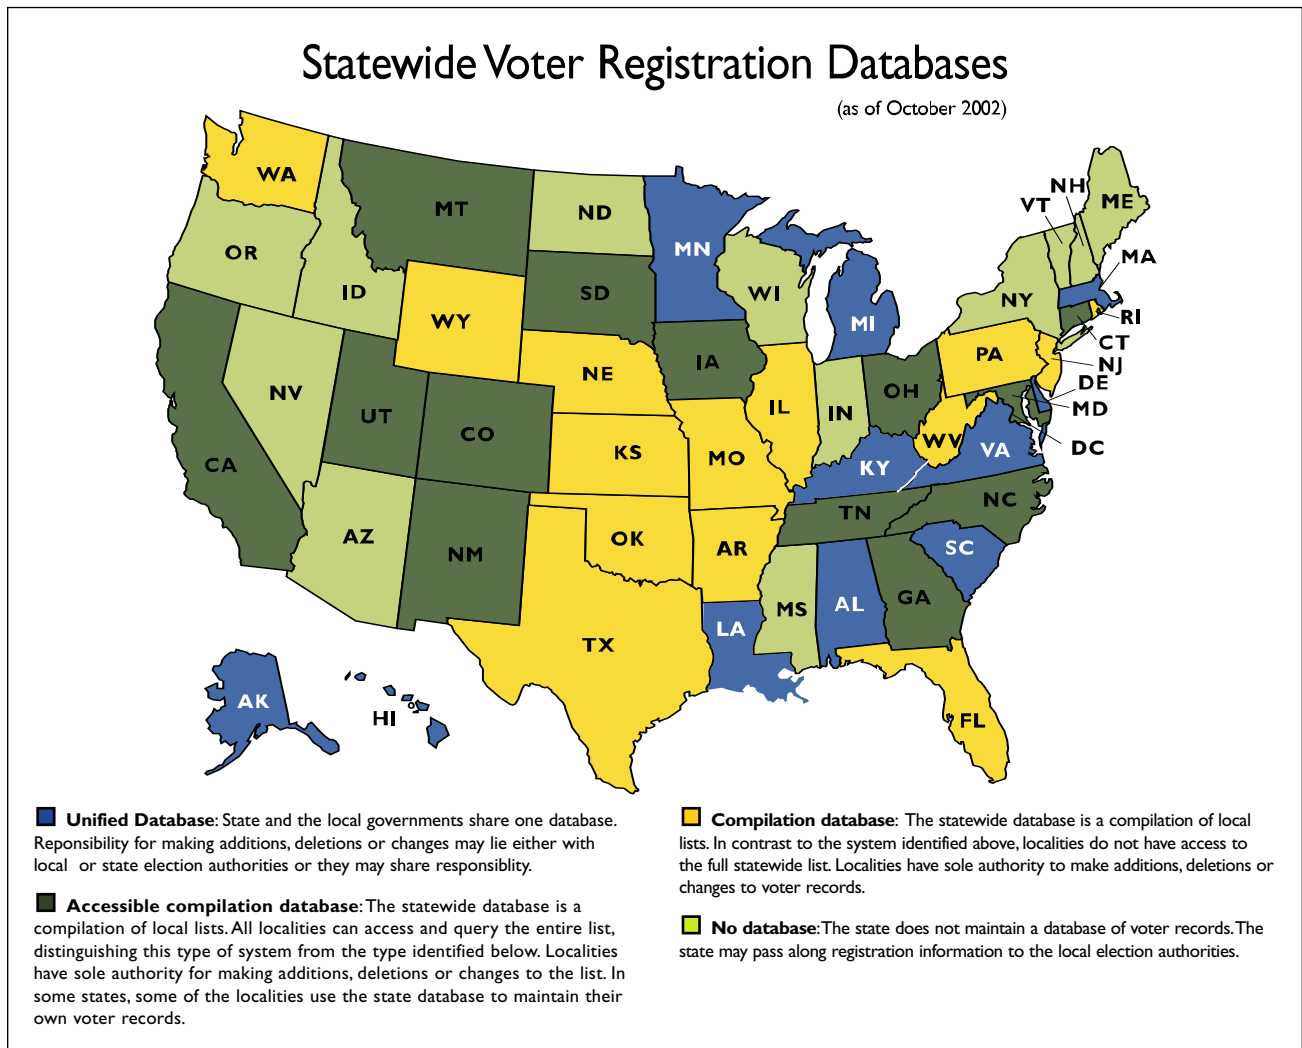 Statewide Voter Registration Databases
(as of October 2002)
WA
MT
ND
MN
VT
NH
ME
OR
ID
SD
WI
MI
NY
MA
RI
WY
IA
PA
CT
NJ
NE
OH
DE
NV
UT
CO
IL
IN
MD
CA
KS
MO
KY
WV
VA
DC
AZ
NM
OK
AR
TN
NC
SC
TX
LA
MS
AL
GA
AK
HI
FL
Unified Database: State and the local governments share one database.
Reponsibility for making additions, deletions or changes may lie either with
local or state election authorities or they may share responsiblity.
Accessible compilation database: The statewide database is a
compilation of local lists. All localities can access and query the entire list,
distinguishing this type of system from the type identified below. Localities
have sole authority for making additions, deletions or changes to the list. In
some states, some of the localities use the state database to maintain their
own voter records.
Compilation database: The statewide database is a compilation of local
lists. In contrast to the system identified above, localities do not have access to
the full statewide list. Localities have sole authority to make additions, deletions or
changes to voter records.
No database: The state does not maintain a database of voter records. The
state may pass along registration information to the local election authorities.